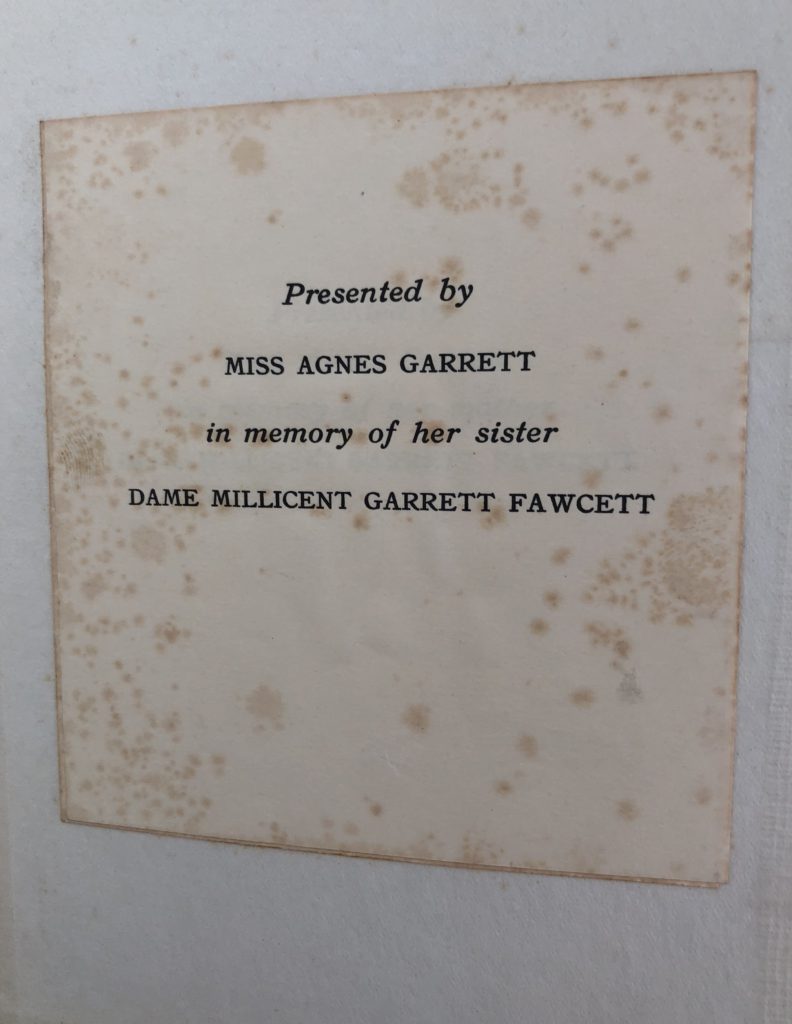 Presented by
MISS AGNES GARRETT
in memory of her sister
DAME MILLICENT GARRETT FAWCETT